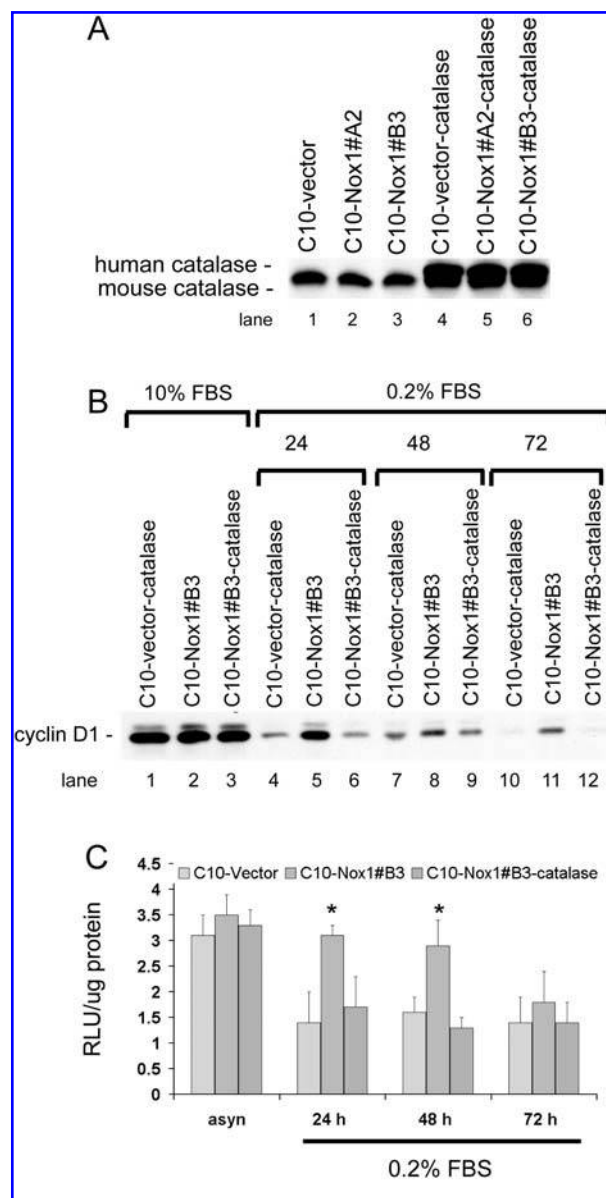 A
C10-vector
C10-Nox1#A2
C10-Nox1#B3
C10-vector-catalase
C10-Nox1#A2-catalase
C10-Nox1#B3-catalase
human catalase -
mouse catalase -
lane 1 2 3 4 5 6
B
10% FBS 0.2% FBS
24 48 72
C10-vector-catalase
C10-Nox1#B3
C10-Nox1#B3-catalase
C10-vector-catalase
C10-Nox1#B3
C10-Nox1#B3-catalase
C10-vector-catalase
C10-Nox1#B3
C10-Nox1#B3-catalase
C10-vector-catalase
C10-Nox1#B3
C10-Nox1#B3-catalase
cyclin D1 -
lane 1 2 3 4 5 6 7 8 9 10 11 12
C
RLU/ug protein
4.5
4
3.5
3
2.5
2
1.5
1
0.5
0
C10-Vector C10-Nox1#B3 C10-Nox1#B3-catalase
* *
asyn 24 h 48 h 72 h
0.2% FBS